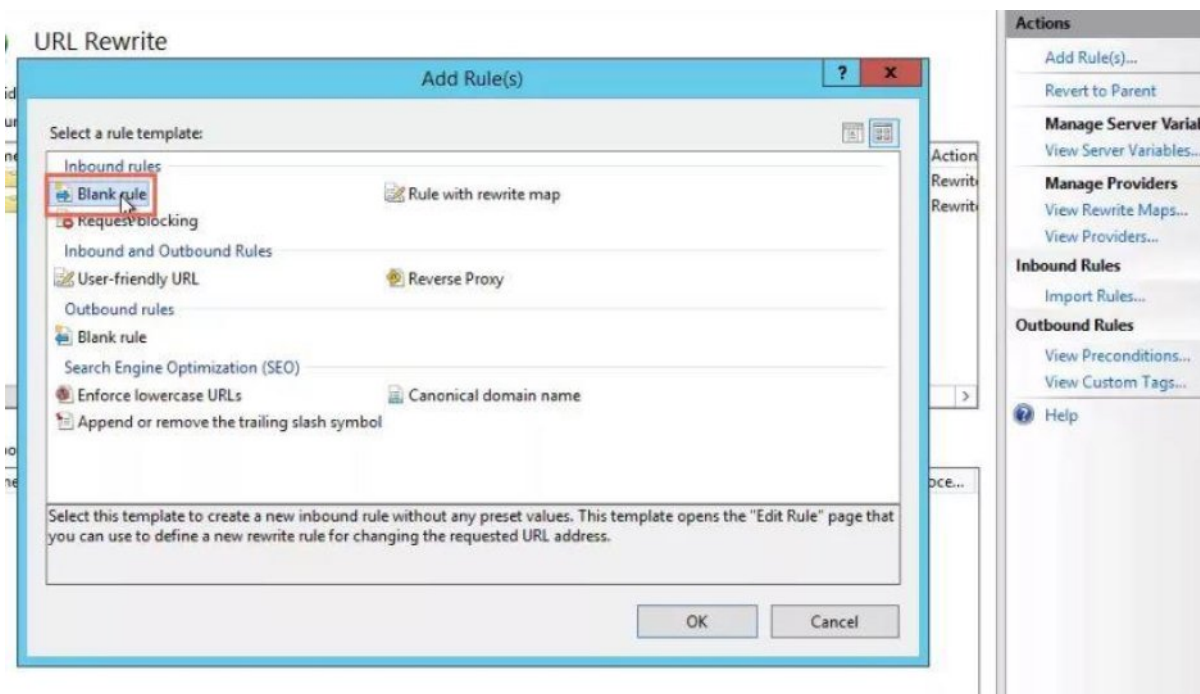 URL Rewrite
Add Rule(s)
?
x
Select a rule template:
Inbound rules
Blank rule
Rule with rewrite map
Request blocking
Inbound and Outbound Rules
User-friendly URL
Reverse Proxy
Outbound rules
Blank rule
Search Engine Optimization (SEO)
Enforce lowercase URLs
Canonical domain name
Append or remove the trailing slash symbol
Select this template to create a new inbound rule without any preset values. This template opens the "Edit Rule" page that
you can use to define a new rewrite rule for changing the requested URL address.
OK
Cancel
Action
Rewrit
Rewrit
oce...
Actions
Add Rule(s)...
Revert to Parent
Manage Server Varial
View Server Variables...
Manage Providers
View Rewrite Maps...
View Providers...
Inbound Rules
Import Rules...
Outbound Rules
View Preconditions...
View Custom Tags...
Help